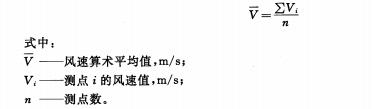 V̅ = ∑Vᵢ / n
式中：
V̅ ——风速算术平均值，m/s；
Vᵢ ——测点 i 的风速值，m/s；
n ——测点数。